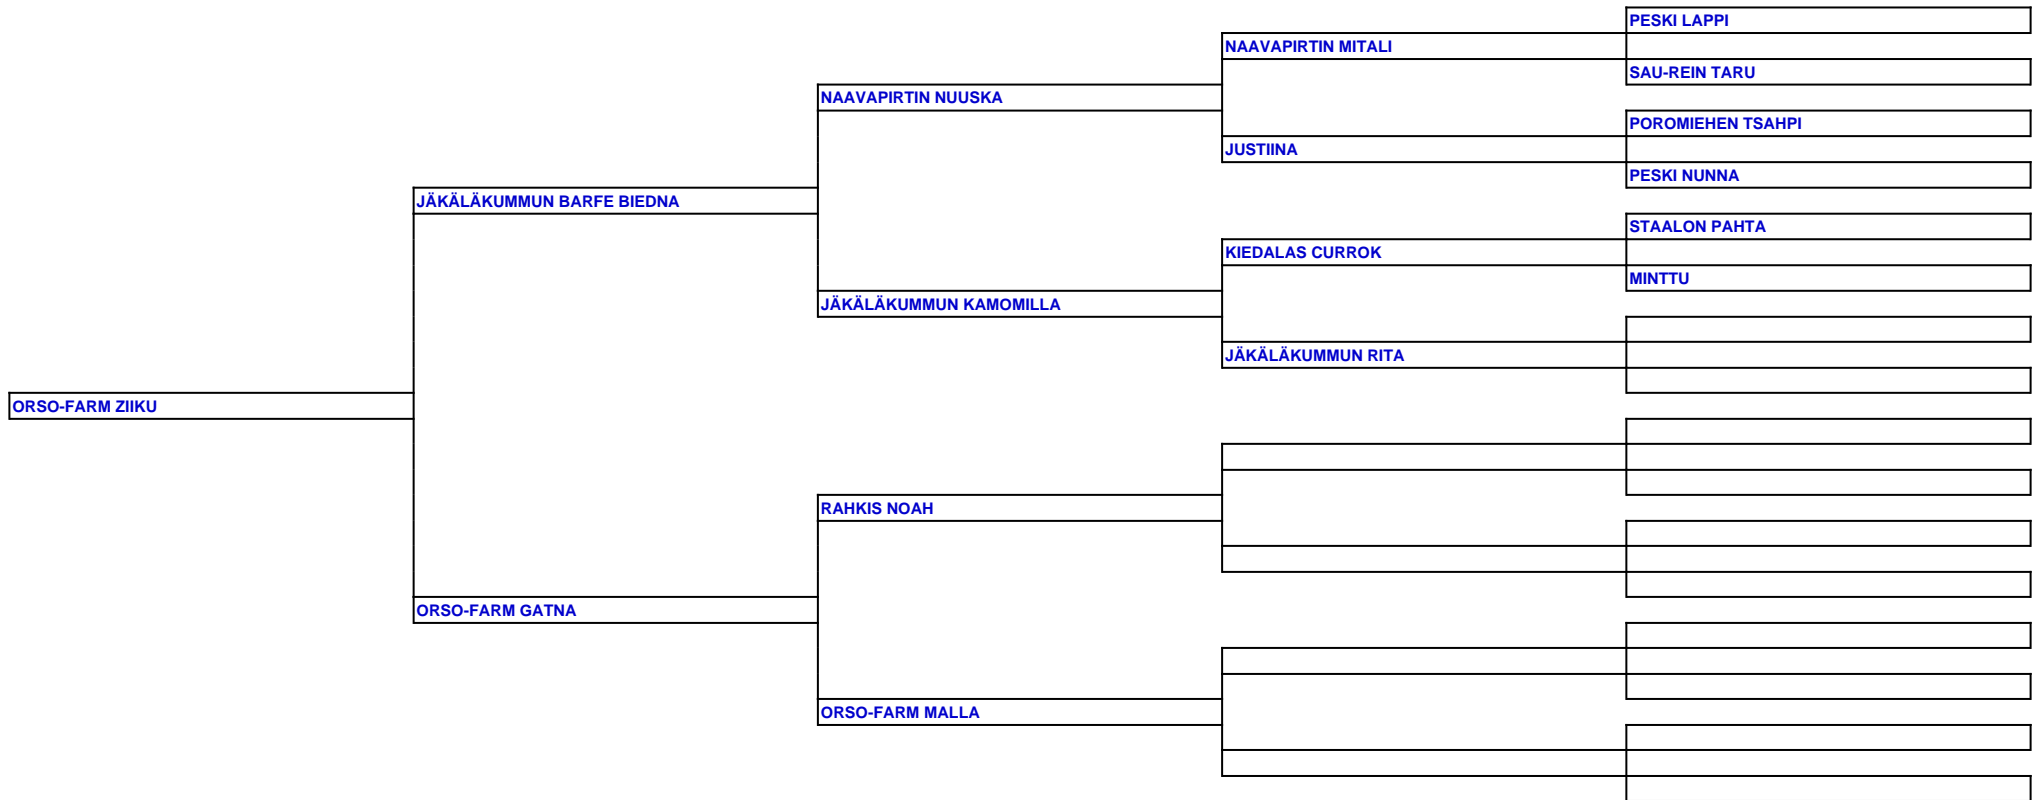 PESKI LAPPI
NAAVAPIRTIN MITALI
SAU-REIN TARU
NAAVAPIRTIN NUUSKA
POROMIEHEN TSAHPI
JUSTIINA
PESKI NUNNA
JÄKÄLÄKUMMUN BARFE BIEDNA
STAALON PAHTA
KIEDALAS CURROK
MINTTU
JÄKÄLÄKUMMUN KAMOMILLA
JÄKÄLÄKUMMUN RITA
ORSO-FARM ZIIKU
RAHKIS NOAH
ORSO-FARM GATNA
ORSO-FARM MALLA